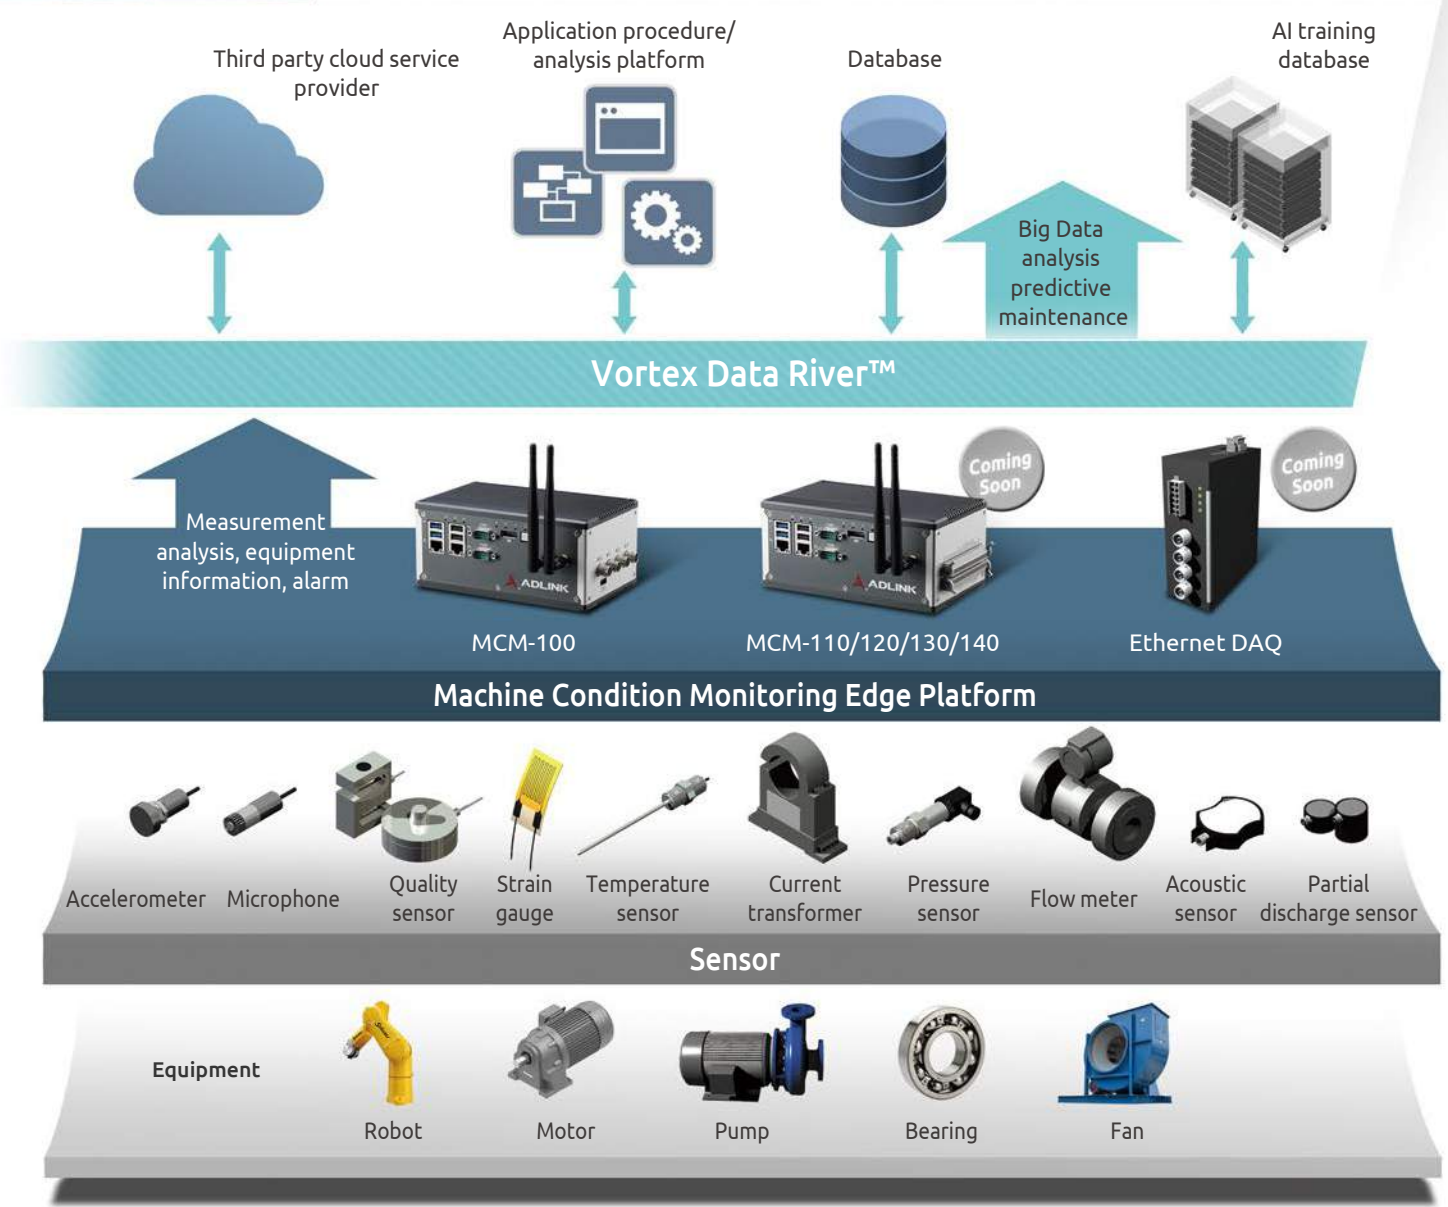 Third party cloud service
provider
Application procedure/
analysis platform
Database
AI training
database
Big Data
analysis
predictive
maintenance
Vortex Data River™
Measurement
analysis, equipment
information, alarm
ADLINK
MCM-100
Coming
Soon
ADLINK
MCM-110/120/130/140
Coming
Soon
Ethernet DAQ
Machine Condition Monitoring Edge Platform
Accelerometer
Microphone
Quality
sensor
Strain
gauge
Temperature
sensor
Current
transformer
Pressure
sensor
Flow meter
Acoustic
sensor
Partial
discharge sensor
Sensor
Equipment
Robot
Motor
Pump
Bearing
Fan